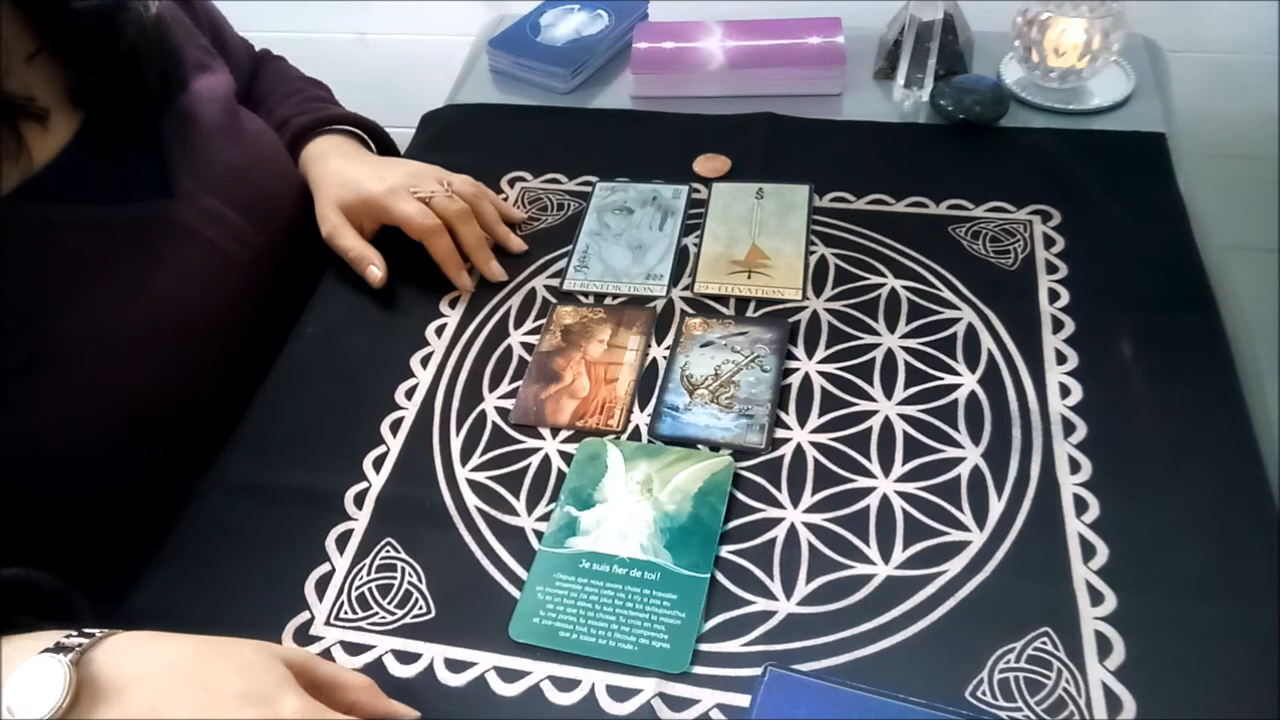 21·BENEDICTION·
29·ELEVATION·
35
Je suis fier de toi !
«Depuis que nous avons choisi de travailler
ensemble dans cette vie, il n'y a pas eu
un moment où j'ai été plus fier de toi qu'aujourd'hui.
Tu es un bon élève, tu suis exactement la mission
de vie que tu as choisie. Tu crois en moi,
tu me parles, tu essaies de me comprendre
et, par-dessus tout, tu es à l'écoute des signes
que je laisse sur ta route.»